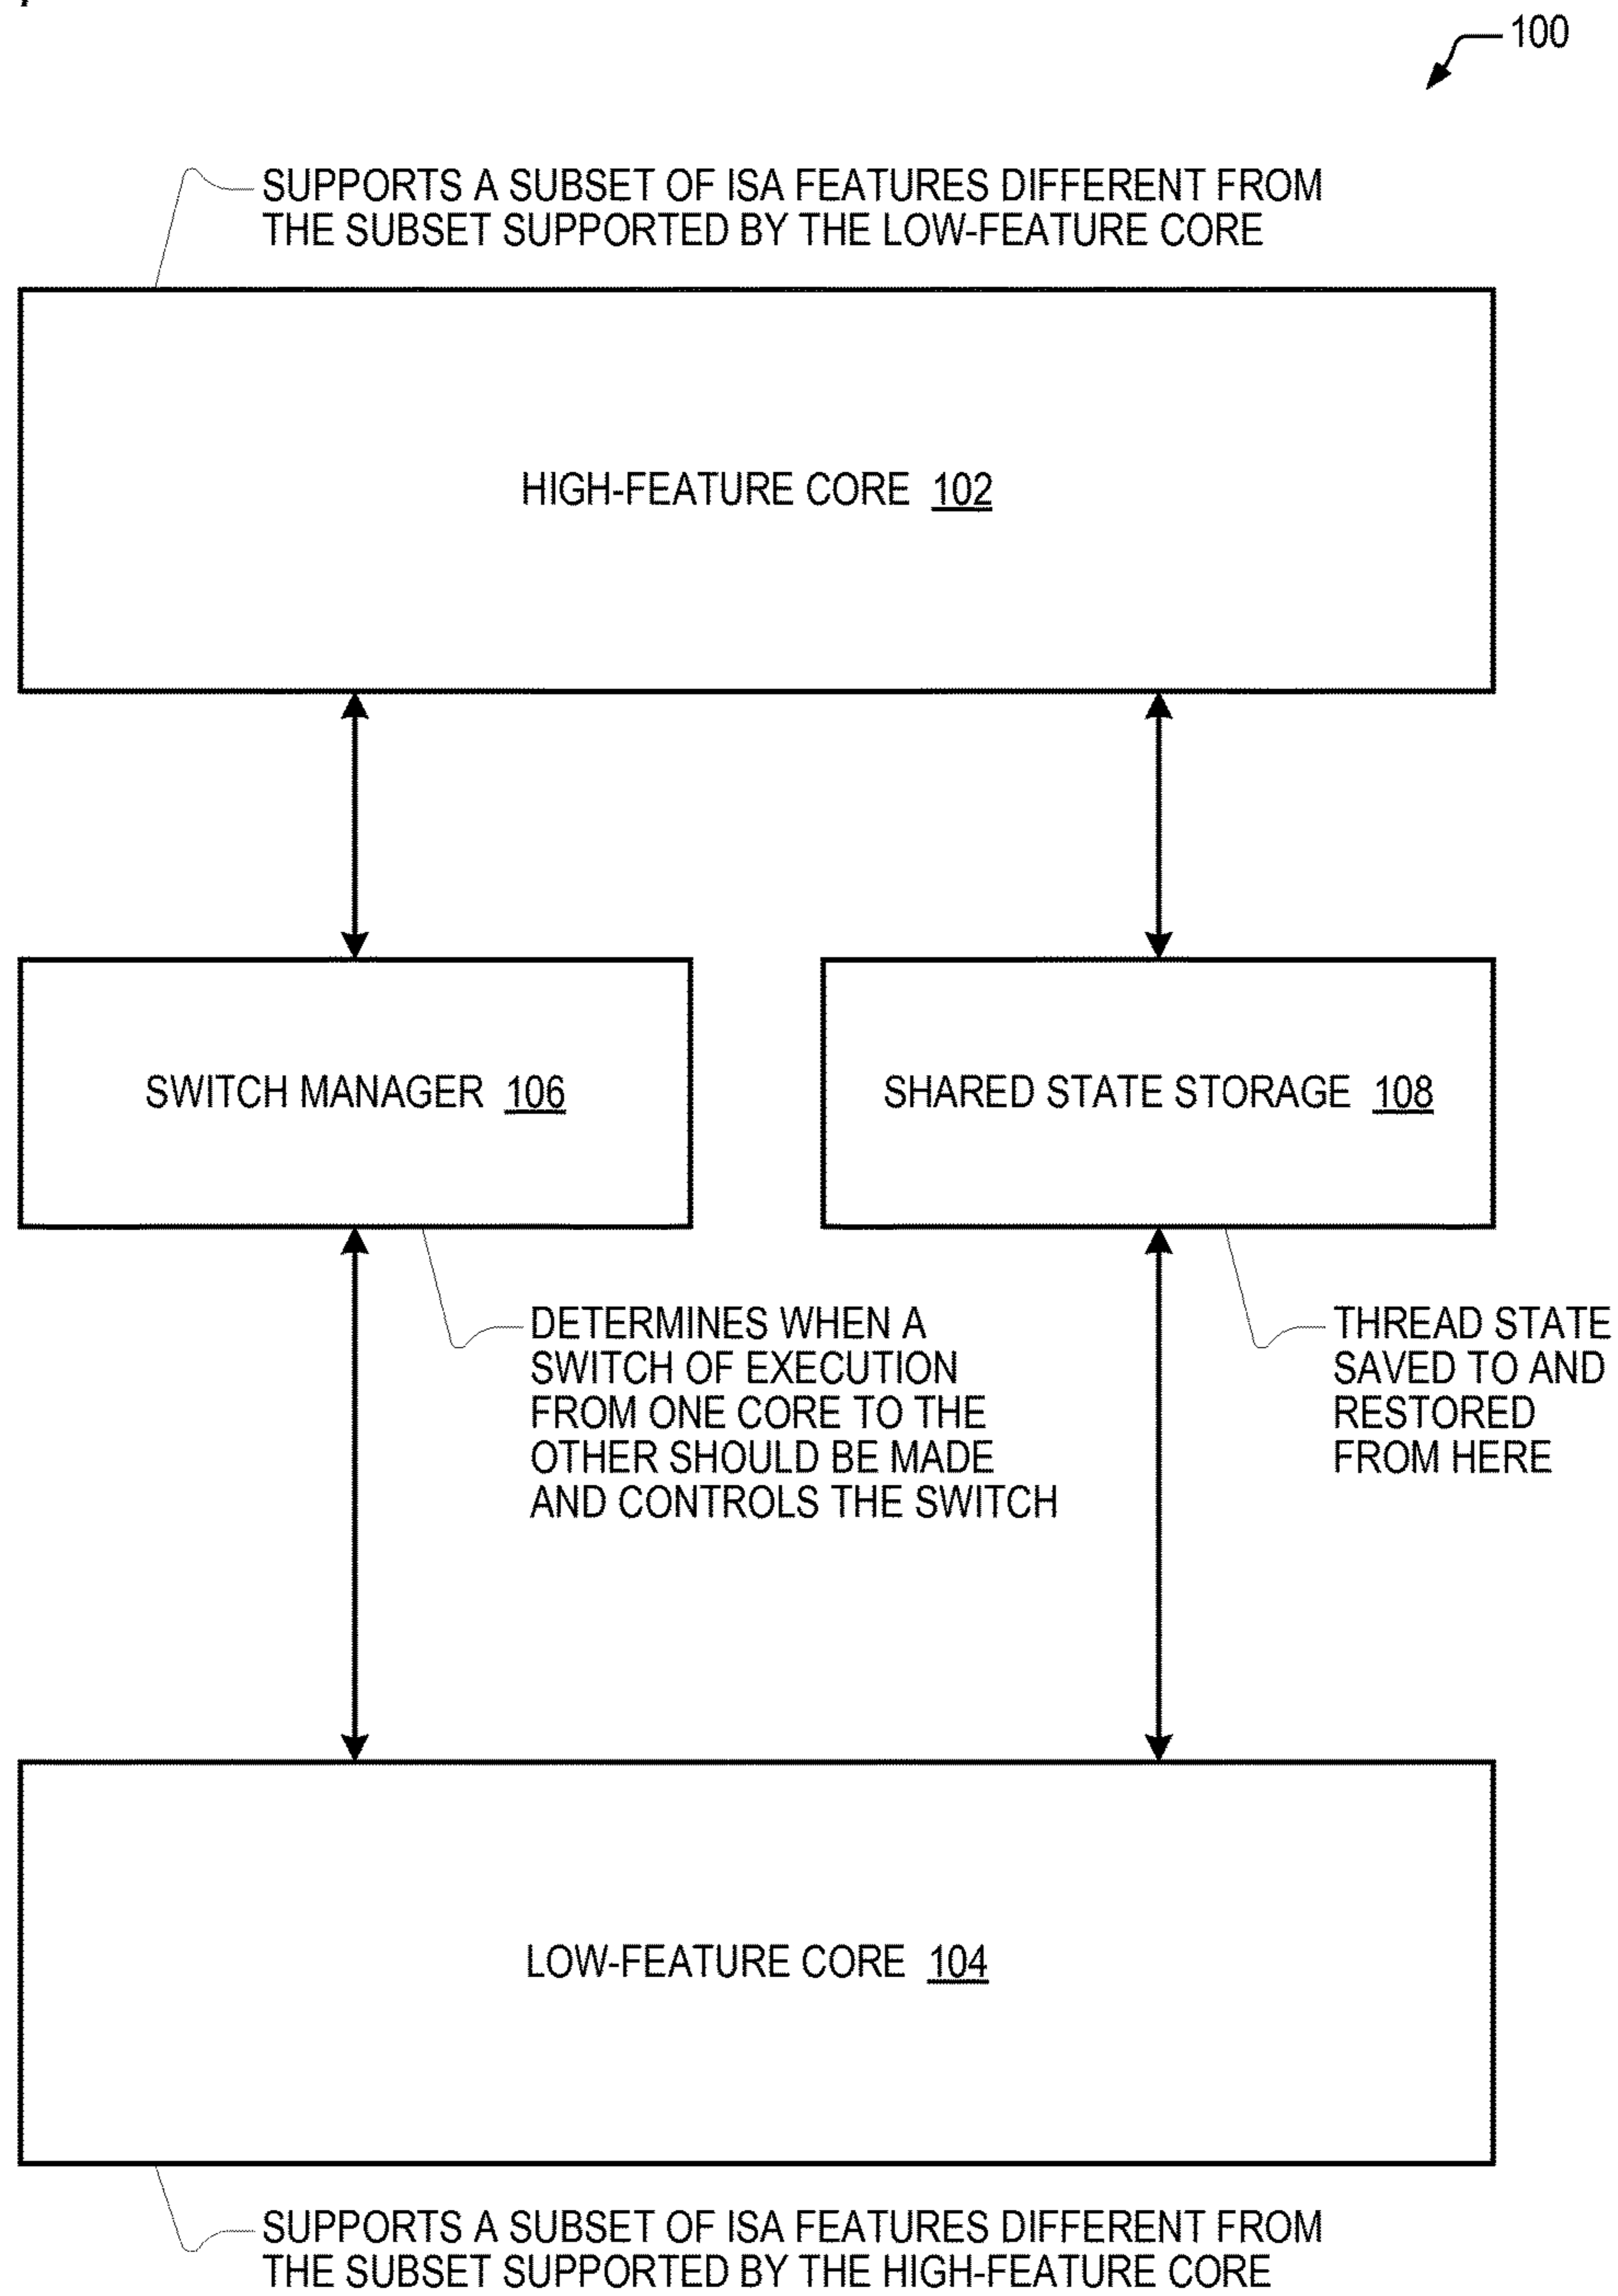 100
SUPPORTS A SUBSET OF ISA FEATURES DIFFERENT FROM
THE SUBSET SUPPORTED BY THE LOW-FEATURE CORE
HIGH-FEATURE CORE 102
SWITCH MANAGER 106
SHARED STATE STORAGE 108
DETERMINES WHEN A
SWITCH OF EXECUTION
FROM ONE CORE TO THE
OTHER SHOULD BE MADE
AND CONTROLS THE SWITCH
THREAD STATE
SAVED TO AND
RESTORED
FROM HERE
LOW-FEATURE CORE 104
SUPPORTS A SUBSET OF ISA FEATURES DIFFERENT FROM
THE SUBSET SUPPORTED BY THE HIGH-FEATURE CORE